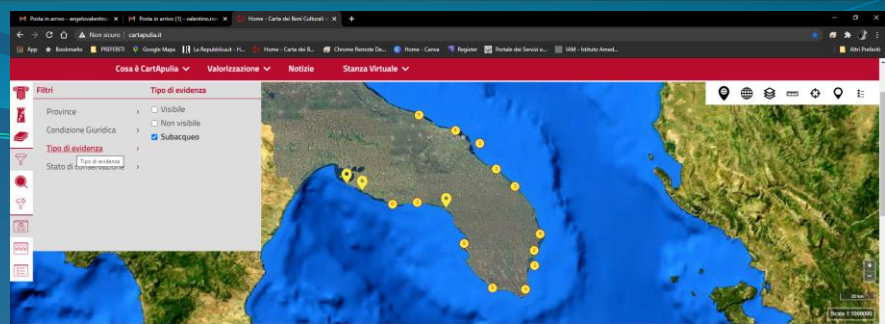 Posta in arrivo - angelovalentino
Posta in arrivo (1) - valentino.ro
Home - Carta dei Beni Culturali
Non sicuro | cartapulia.it
App Bookmarks PREFERITI Google Maps La Repubblica.it - H... Home - Carta dei B... Chrome Remote De... Home - Canva Register Portale dei Servizi e... IAM - Istituto Amed...
Altri Preferiti
Cosa è CartApulia Valorizzazione Notizie Stanza Virtuale
Filtri
Tipo di evidenza
Province
Condizione Giuridica
Tipo di evidenza
Tipo di evidenza
Stato di conservazione
Visibile
Non visibile
Subacqueo
20 km
Scala 1:1000000